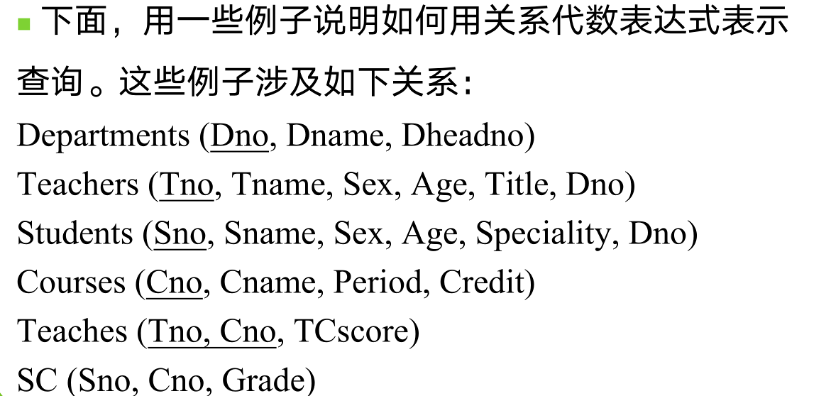 下面，用一些例子说明如何用关系代数表达式表示
查询。这些例子涉及如下关系：
Departments (Dno, Dname, Dheadno)
Teachers (Tno, Tname, Sex, Age, Title, Dno)
Students (Sno, Sname, Sex, Age, Speciality, Dno)
Courses (Cno, Cname, Period, Credit)
Teaches (Tno, Cno, TCscore)
SC (Sno, Cno, Grade)